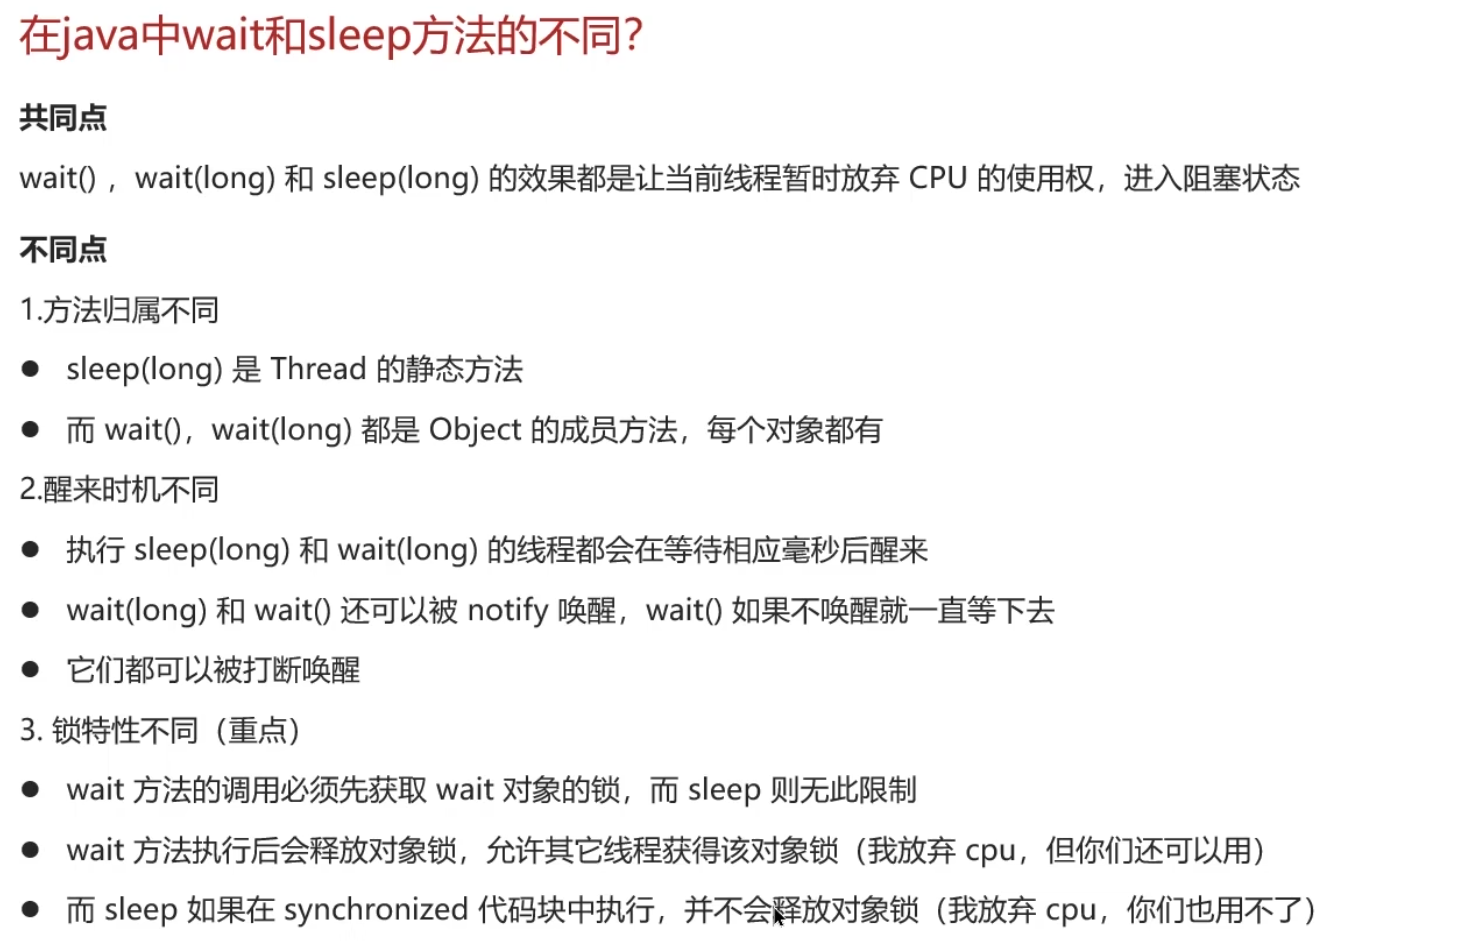 在java中wait和sleep方法的不同?
共同点
wait() ，wait(long) 和 sleep(long) 的效果都是让当前线程暂时放弃 CPU 的使用权，进入阻塞状态
不同点
1.方法归属不同
● sleep(long) 是 Thread 的静态方法
● 而 wait()，wait(long) 都是 Object 的成员方法，每个对象都有
2.醒来时机不同
● 执行 sleep(long) 和 wait(long) 的线程都会在等待相应毫秒后醒来
● wait(long) 和 wait() 还可以被 notify 唤醒，wait() 如果不唤醒就一直等下去
● 它们都可以被打断唤醒
3. 锁特性不同（重点）
● wait 方法的调用必须先获取 wait 对象的锁，而 sleep 则无此限制
● wait 方法执行后会释放对象锁，允许其它线程获得该对象锁（我放弃 cpu，但你们还可以用）
● 而 sleep 如果在 synchronized 代码块中执行，并不会释放对象锁（我放弃 cpu，你们也用不了）